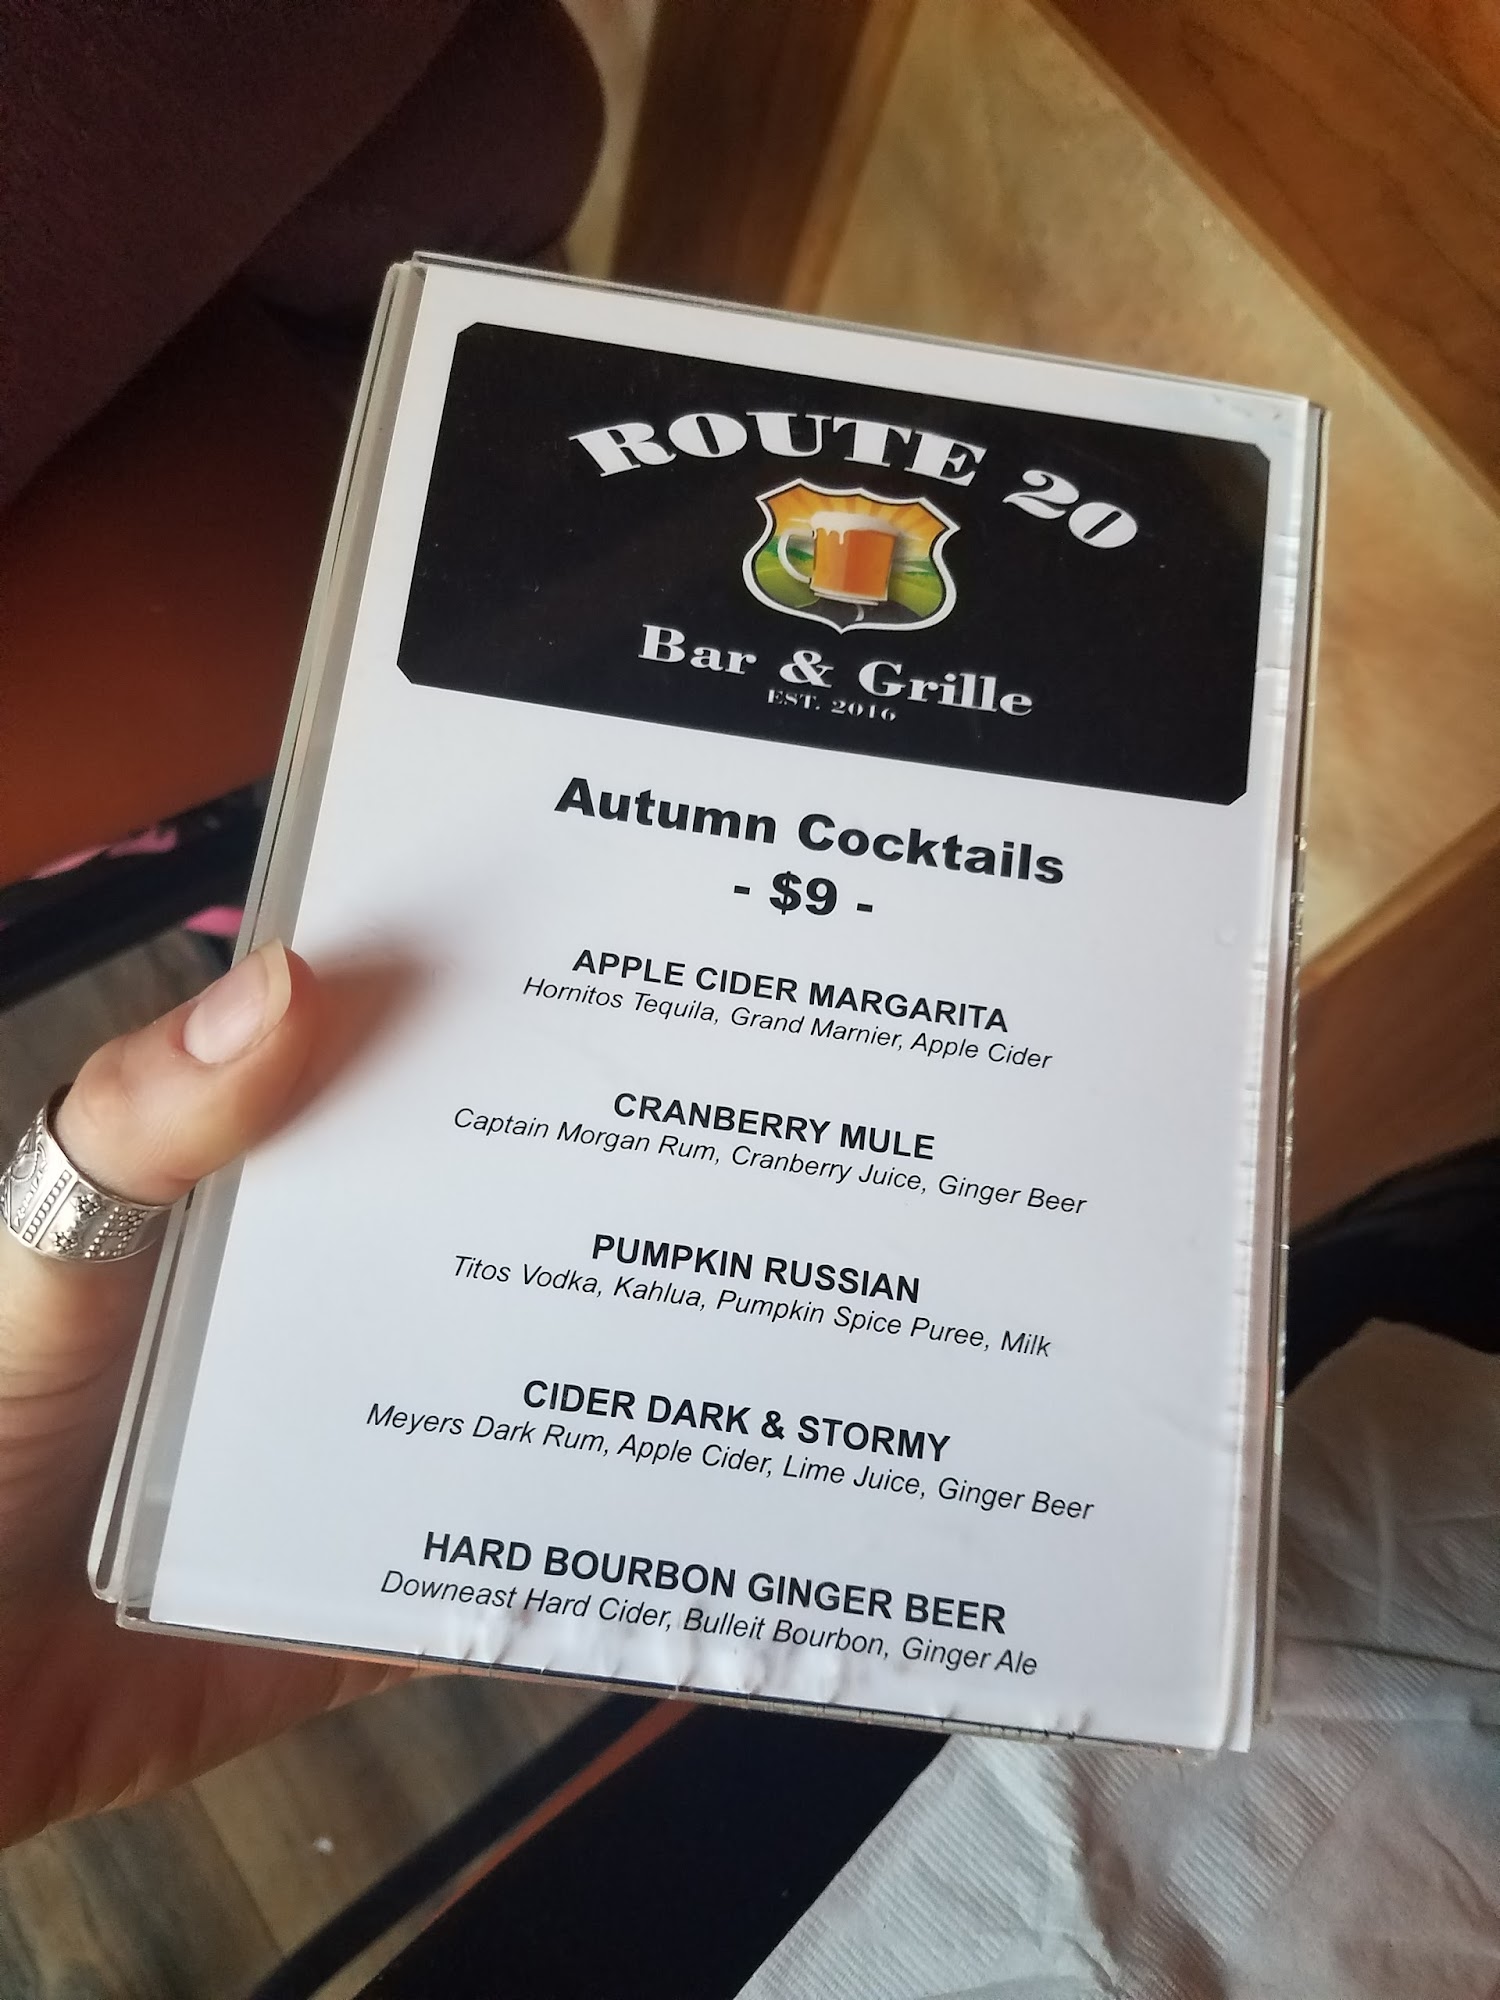 ROUTE 20
Bar & Grille
EST. 2016
Autumn Cocktails
- $9 -
APPLE CIDER MARGARITA
Hornitos Tequila, Grand Marnier, Apple Cider
CRANBERRY MULE
Captain Morgan Rum, Cranberry Juice, Ginger Beer
PUMPKIN RUSSIAN
Titos Vodka, Kahlua, Pumpkin Spice Puree, Milk
CIDER DARK & STORMY
Meyers Dark Rum, Apple Cider, Lime Juice, Ginger Beer
HARD BOURBON GINGER BEER
Downeast Hard Cider, Bulleit Bourbon, Ginger Ale